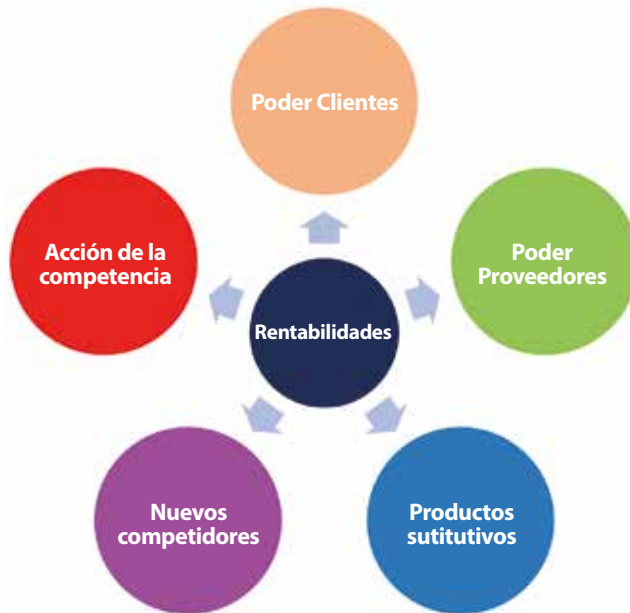 Poder Clientes
Acción de la
competencia
Poder
Proveedores
Rentabilidades
Nuevos
competidores
Productos
sutitutivos